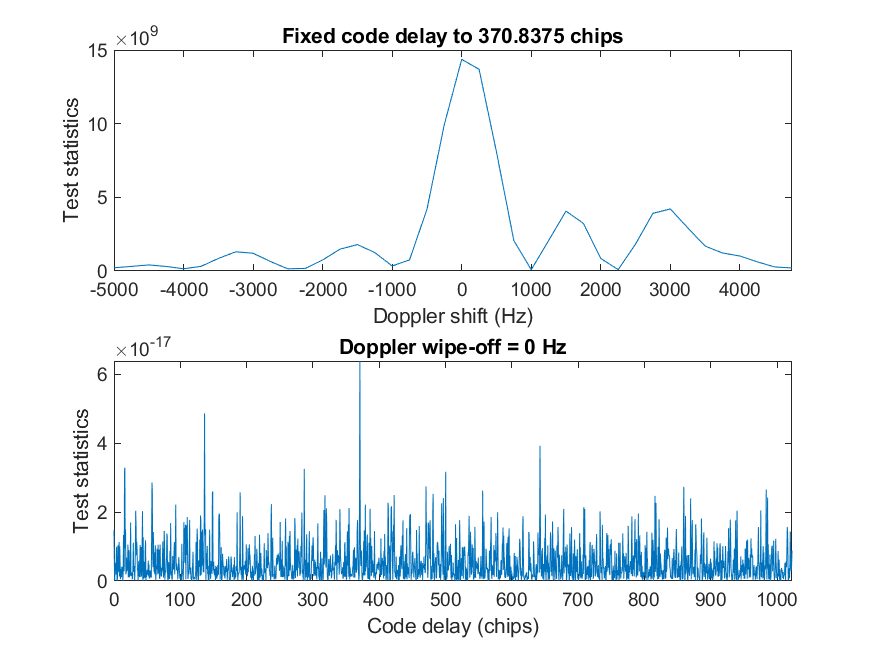 ×10^9
Fixed code delay to 370.8375 chips
15
10
5
0
Test statistics
-5000 -4000 -3000 -2000 -1000 0 1000 2000 3000 4000
Doppler shift (Hz)
×10^-17
Doppler wipe-off = 0 Hz
6
4
2
0
Test statistics
0 100 200 300 400 500 600 700 800 900 1000
Code delay (chips)